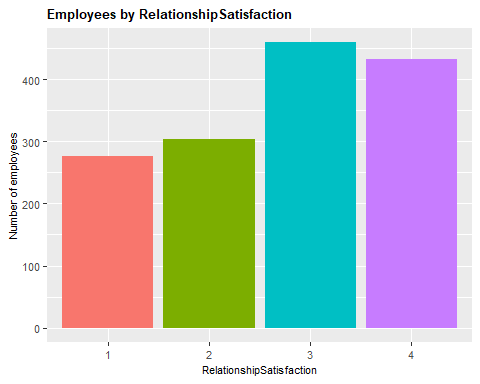 Employees by RelationshipSatisfaction
Number of employees
400
300
200
100
0
1 2 3 4
RelationshipSatisfaction